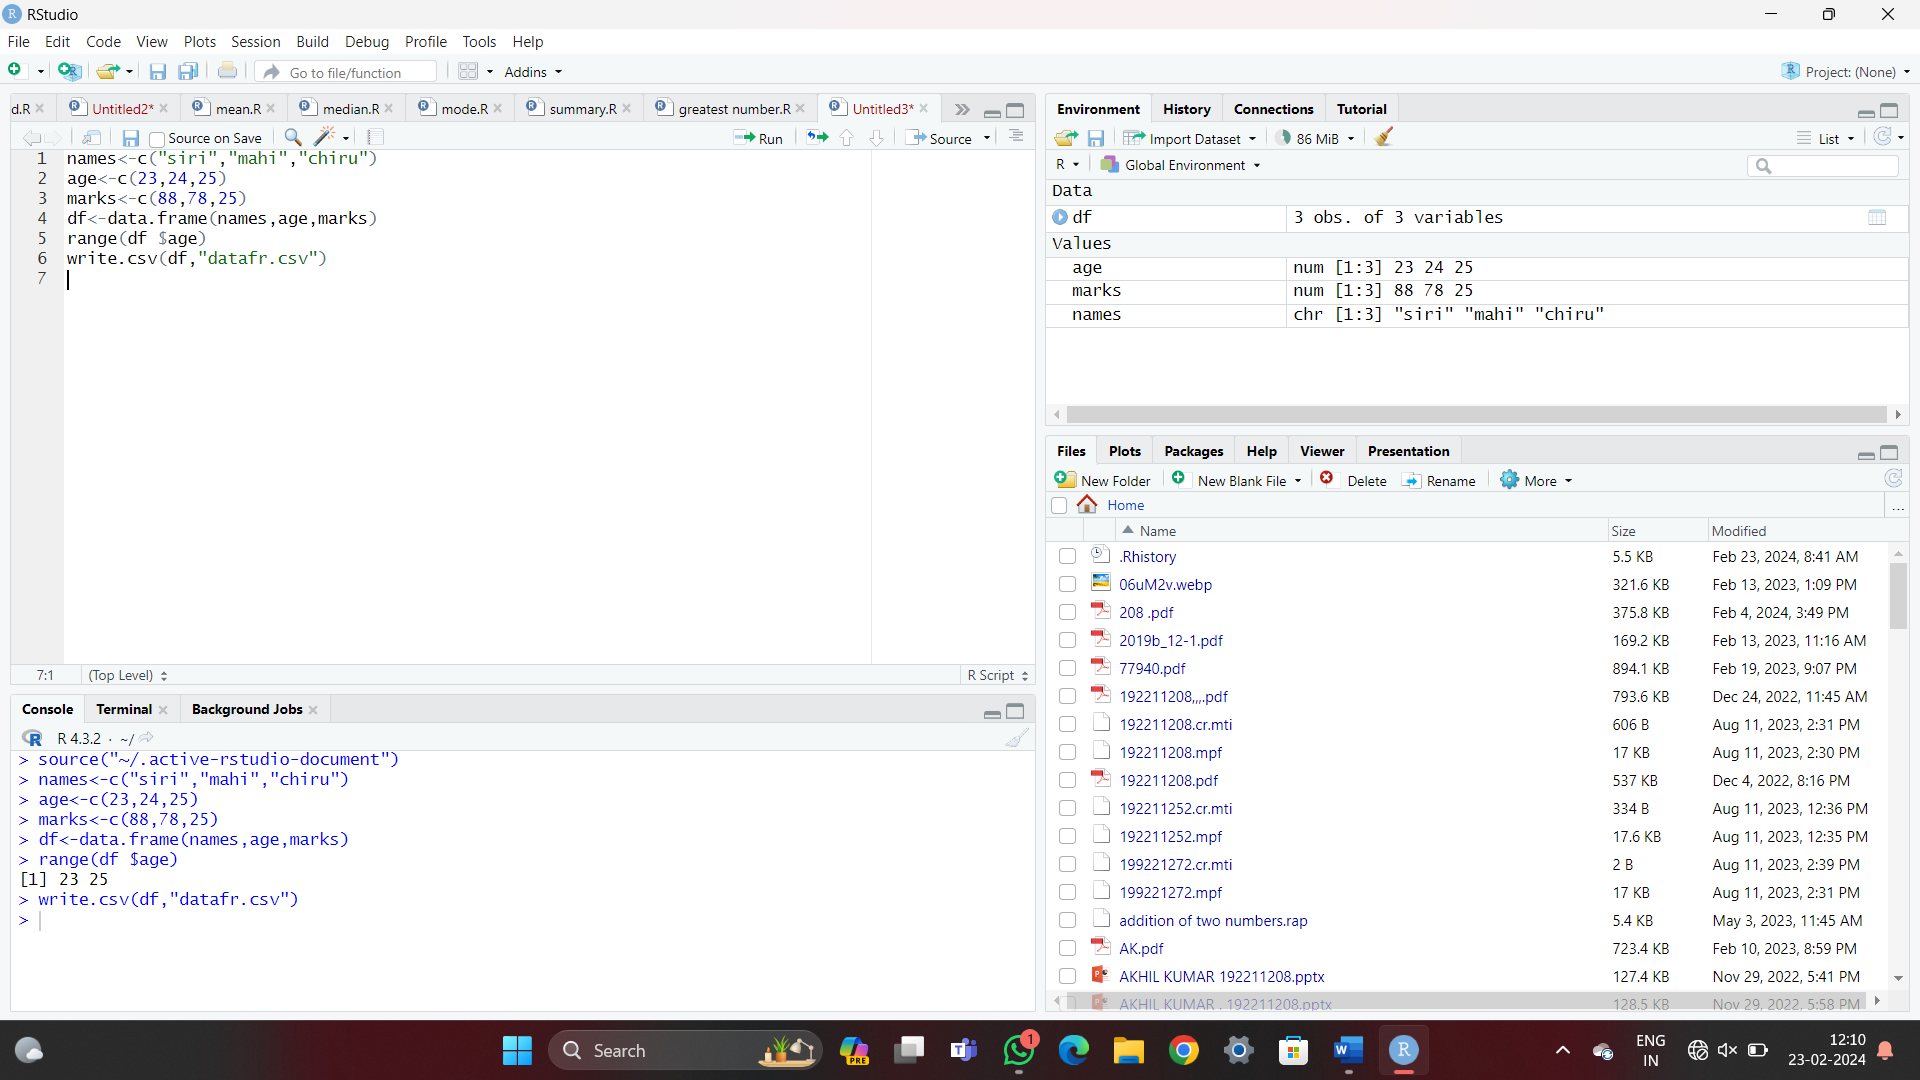 RStudio
File Edit Code View Plots Session Build Debug Profile Tools Help
Go to file/function Addins Project: (None)
d.R Untitled2* mean.R median.R mode.R summary.R greatest number.R Untitled3*
Source on Save Run Source
1 names<-c("siri","mahi","chiru")
2 age<-c(23,24,25)
3 marks<-c(88,78,25)
4 df<-data.frame(names,age,marks)
5 range(df $age)
6 write.csv(df,"datafr.csv")
7
7:1 (Top Level) R Script
Console Terminal Background Jobs
R 4.3.2 · ~/
> source("~/.active-rstudio-document")
> names<-c("siri","mahi","chiru")
> age<-c(23,24,25)
> marks<-c(88,78,25)
> df<-data.frame(names,age,marks)
> range(df $age)
[1] 23 25
> write.csv(df,"datafr.csv")
>
Environment History Connections Tutorial
Import Dataset 86 MiB List
R Global Environment
Data
df 3 obs. of 3 variables
Values
age num [1:3] 23 24 25
marks num [1:3] 88 78 25
names chr [1:3] "siri" "mahi" "chiru"
Files Plots Packages Help Viewer Presentation
New Folder New Blank File Delete Rename More
Home ...
Name Size Modified
.Rhistory 5.5 KB Feb 23, 2024, 8:41 AM
06uM2v.webp 321.6 KB Feb 13, 2023, 1:09 PM
208 .pdf 375.8 KB Feb 4, 2024, 3:49 PM
2019b_12-1.pdf 169.2 KB Feb 13, 2023, 11:16 AM
77940.pdf 894.1 KB Feb 19, 2023, 9:07 PM
192211208,,,.pdf 793.6 KB Dec 24, 2022, 11:45 AM
192211208.cr.mti 606 B Aug 11, 2023, 2:31 PM
192211208.mpf 17 KB Aug 11, 2023, 2:30 PM
192211208.pdf 537 KB Dec 4, 2022, 8:16 PM
192211252.cr.mti 334 B Aug 11, 2023, 12:36 PM
192211252.mpf 17.6 KB Aug 11, 2023, 12:35 PM
199221272.cr.mti 2 B Aug 11, 2023, 2:39 PM
199221272.mpf 17 KB Aug 11, 2023, 2:31 PM
addition of two numbers.rap 5.4 KB May 3, 2023, 11:45 AM
AK.pdf 723.4 KB Feb 10, 2023, 8:59 PM
AKHIL KUMAR 192211208.pptx 127.4 KB Nov 29, 2022, 5:41 PM
AKHIL KUMAR . 192211208.pptx 128.5 KB Nov 29, 2022, 5:58 PM
Search PRE 1 ENG IN 12:10
23-02-2024